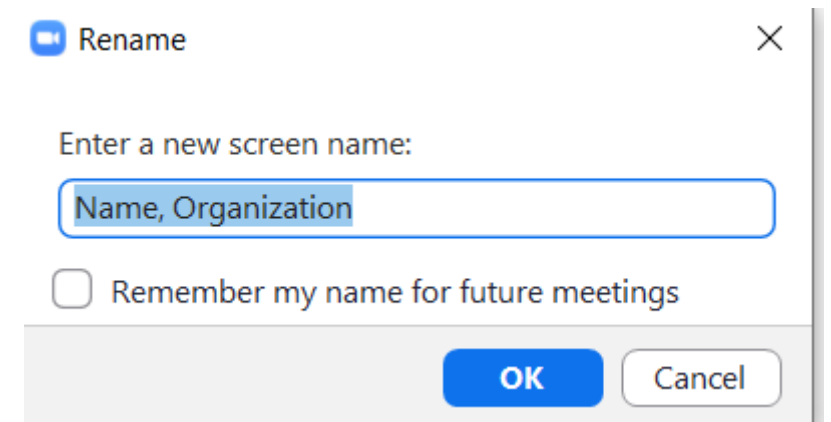 Rename
Enter a new screen name:
Name, Organization
Remember my name for future meetings
OK Cancel